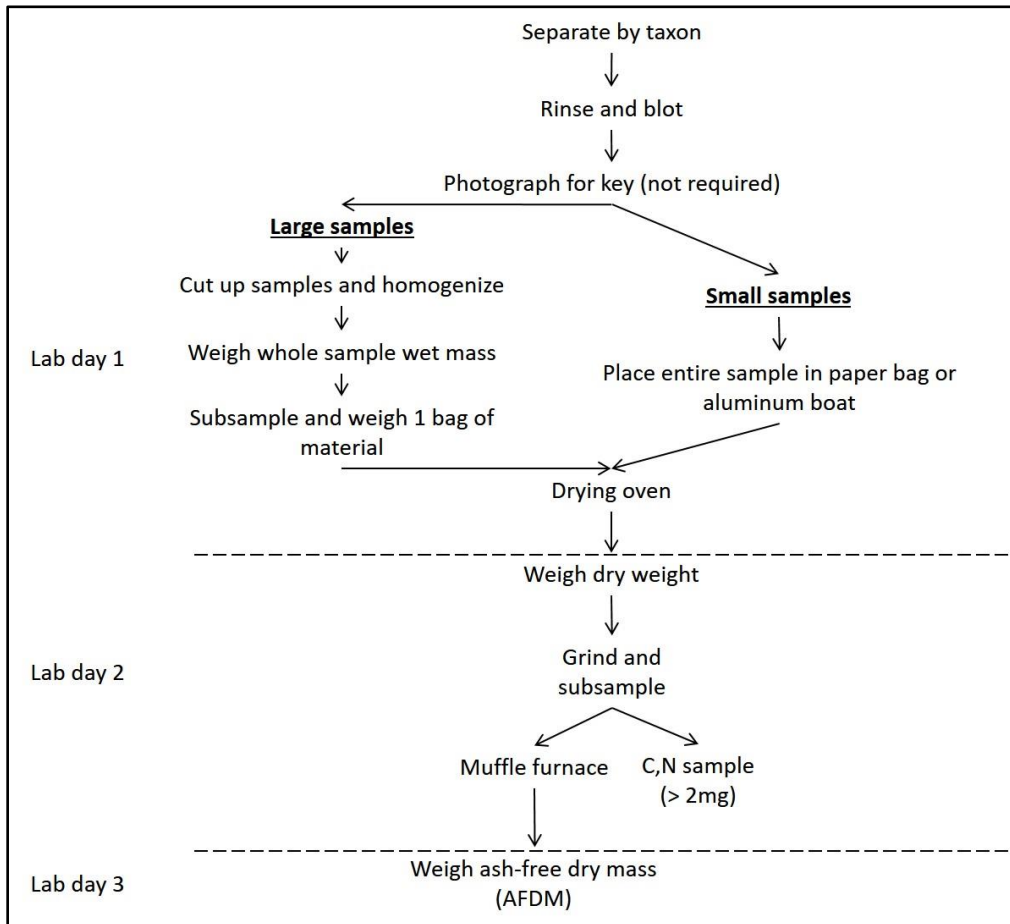 Separate by taxon
Rinse and blot
Photograph for key (not required)
Large samples
Cut up samples and homogenize
Small samples
Lab day 1
Weigh whole sample wet mass
Place entire sample in paper bag or
aluminum boat
Subsample and weigh 1 bag of
material
Drying oven
Weigh dry weight
Lab day 2
Grind and
subsample
Muffle furnace
C,N sample
(> 2mg)
Lab day 3
Weigh ash-free dry mass
(AFDM)